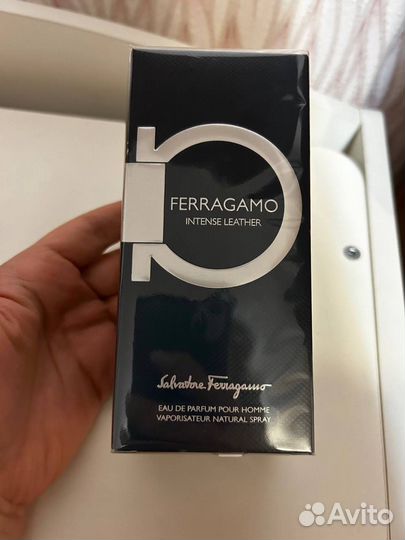 FERRAGAMO
INTENSE LEATHER
Salvatore Ferragamo
EAU DE PARFUM POUR HOMME
VAPORISATEUR NATURAL SPRAY
Avito